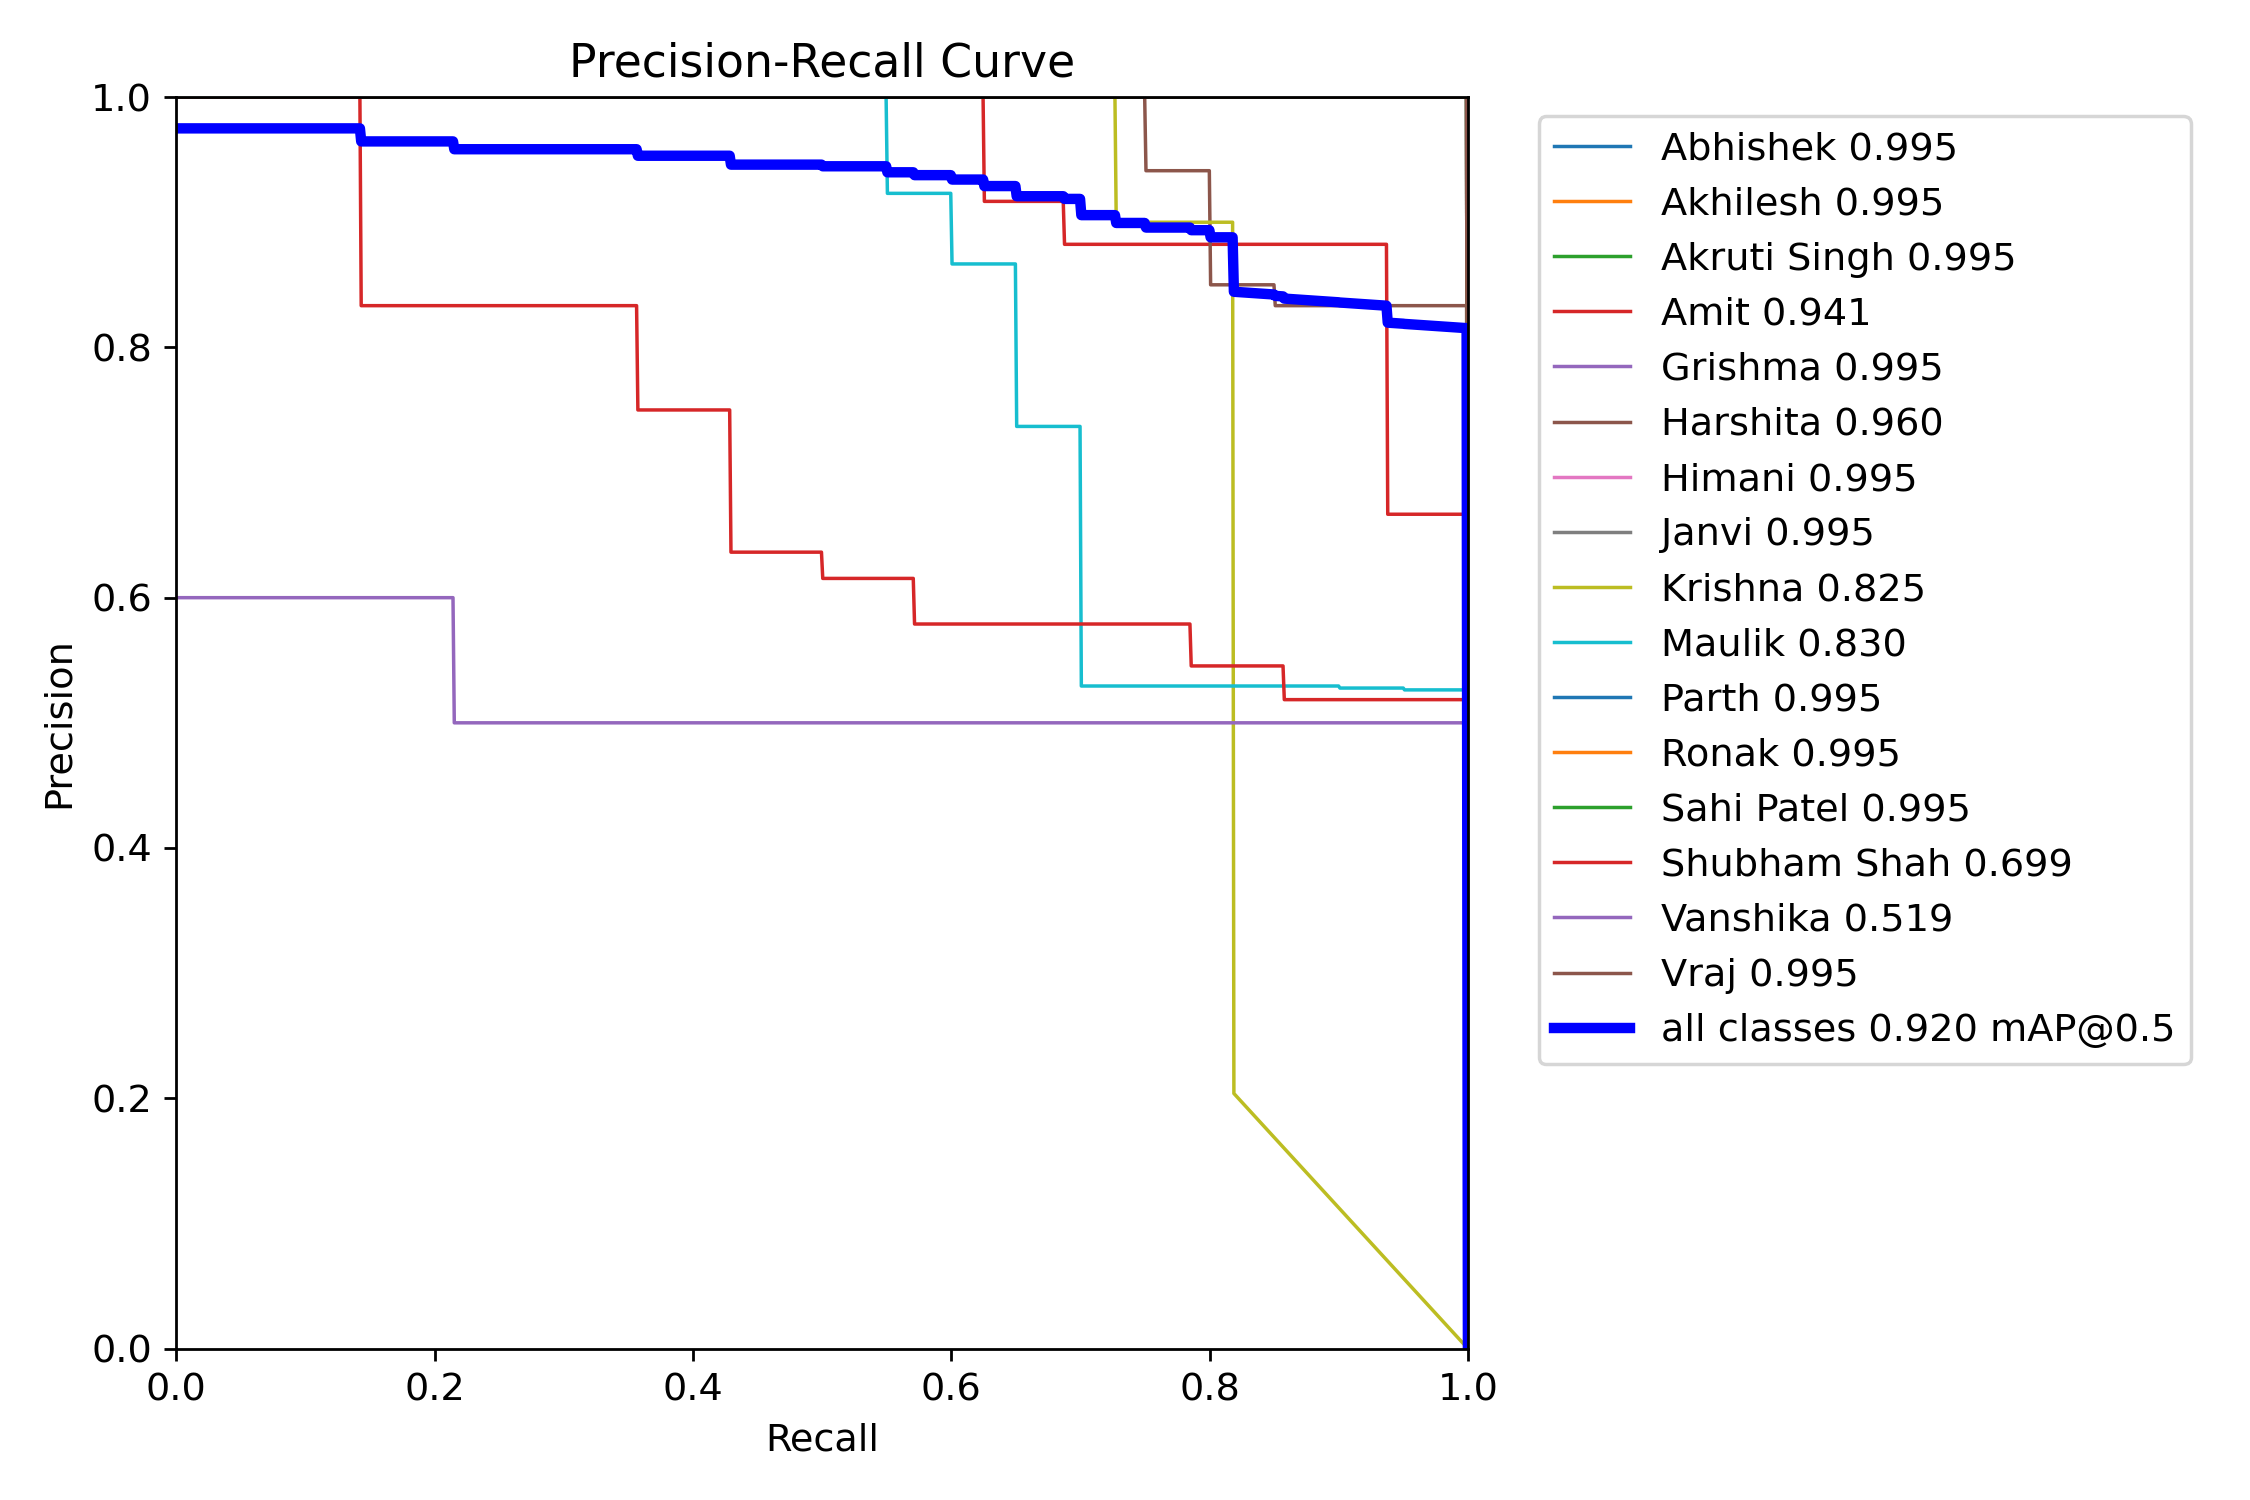 Precision-Recall Curve
1.0
0.8
0.6
0.4
0.2
0.0
Precision
0.0 0.2 0.4 0.6 0.8 1.0
Recall
Abhishek 0.995
Akhilesh 0.995
Akruti Singh 0.995
Amit 0.941
Grishma 0.995
Harshita 0.960
Himani 0.995
Janvi 0.995
Krishna 0.825
Maulik 0.830
Parth 0.995
Ronak 0.995
Sahi Patel 0.995
Shubham Shah 0.699
Vanshika 0.519
Vraj 0.995
all classes 0.920 mAP@0.5